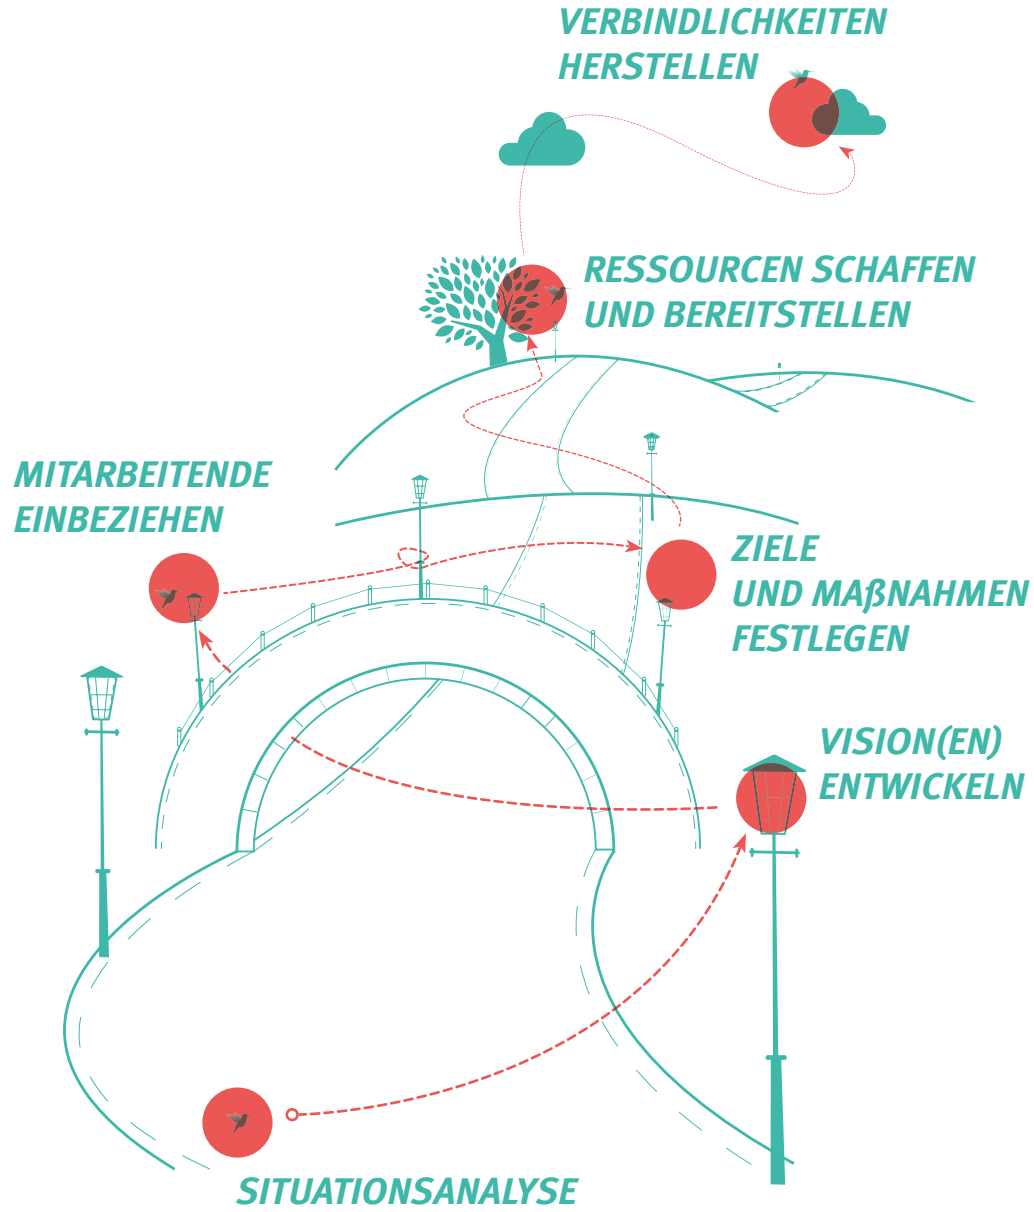 VERBINDLICHKEITEN
HERSTELLEN
RESSOURCEN SCHAFFEN
UND BEREITSTELLEN
MITARBEITENDE
EINBEZIEHEN
ZIELE
UND MAßNAHMEN
FESTLEGEN
VISION(EN)
ENTWICKELN
SITUATIONSANALYSE